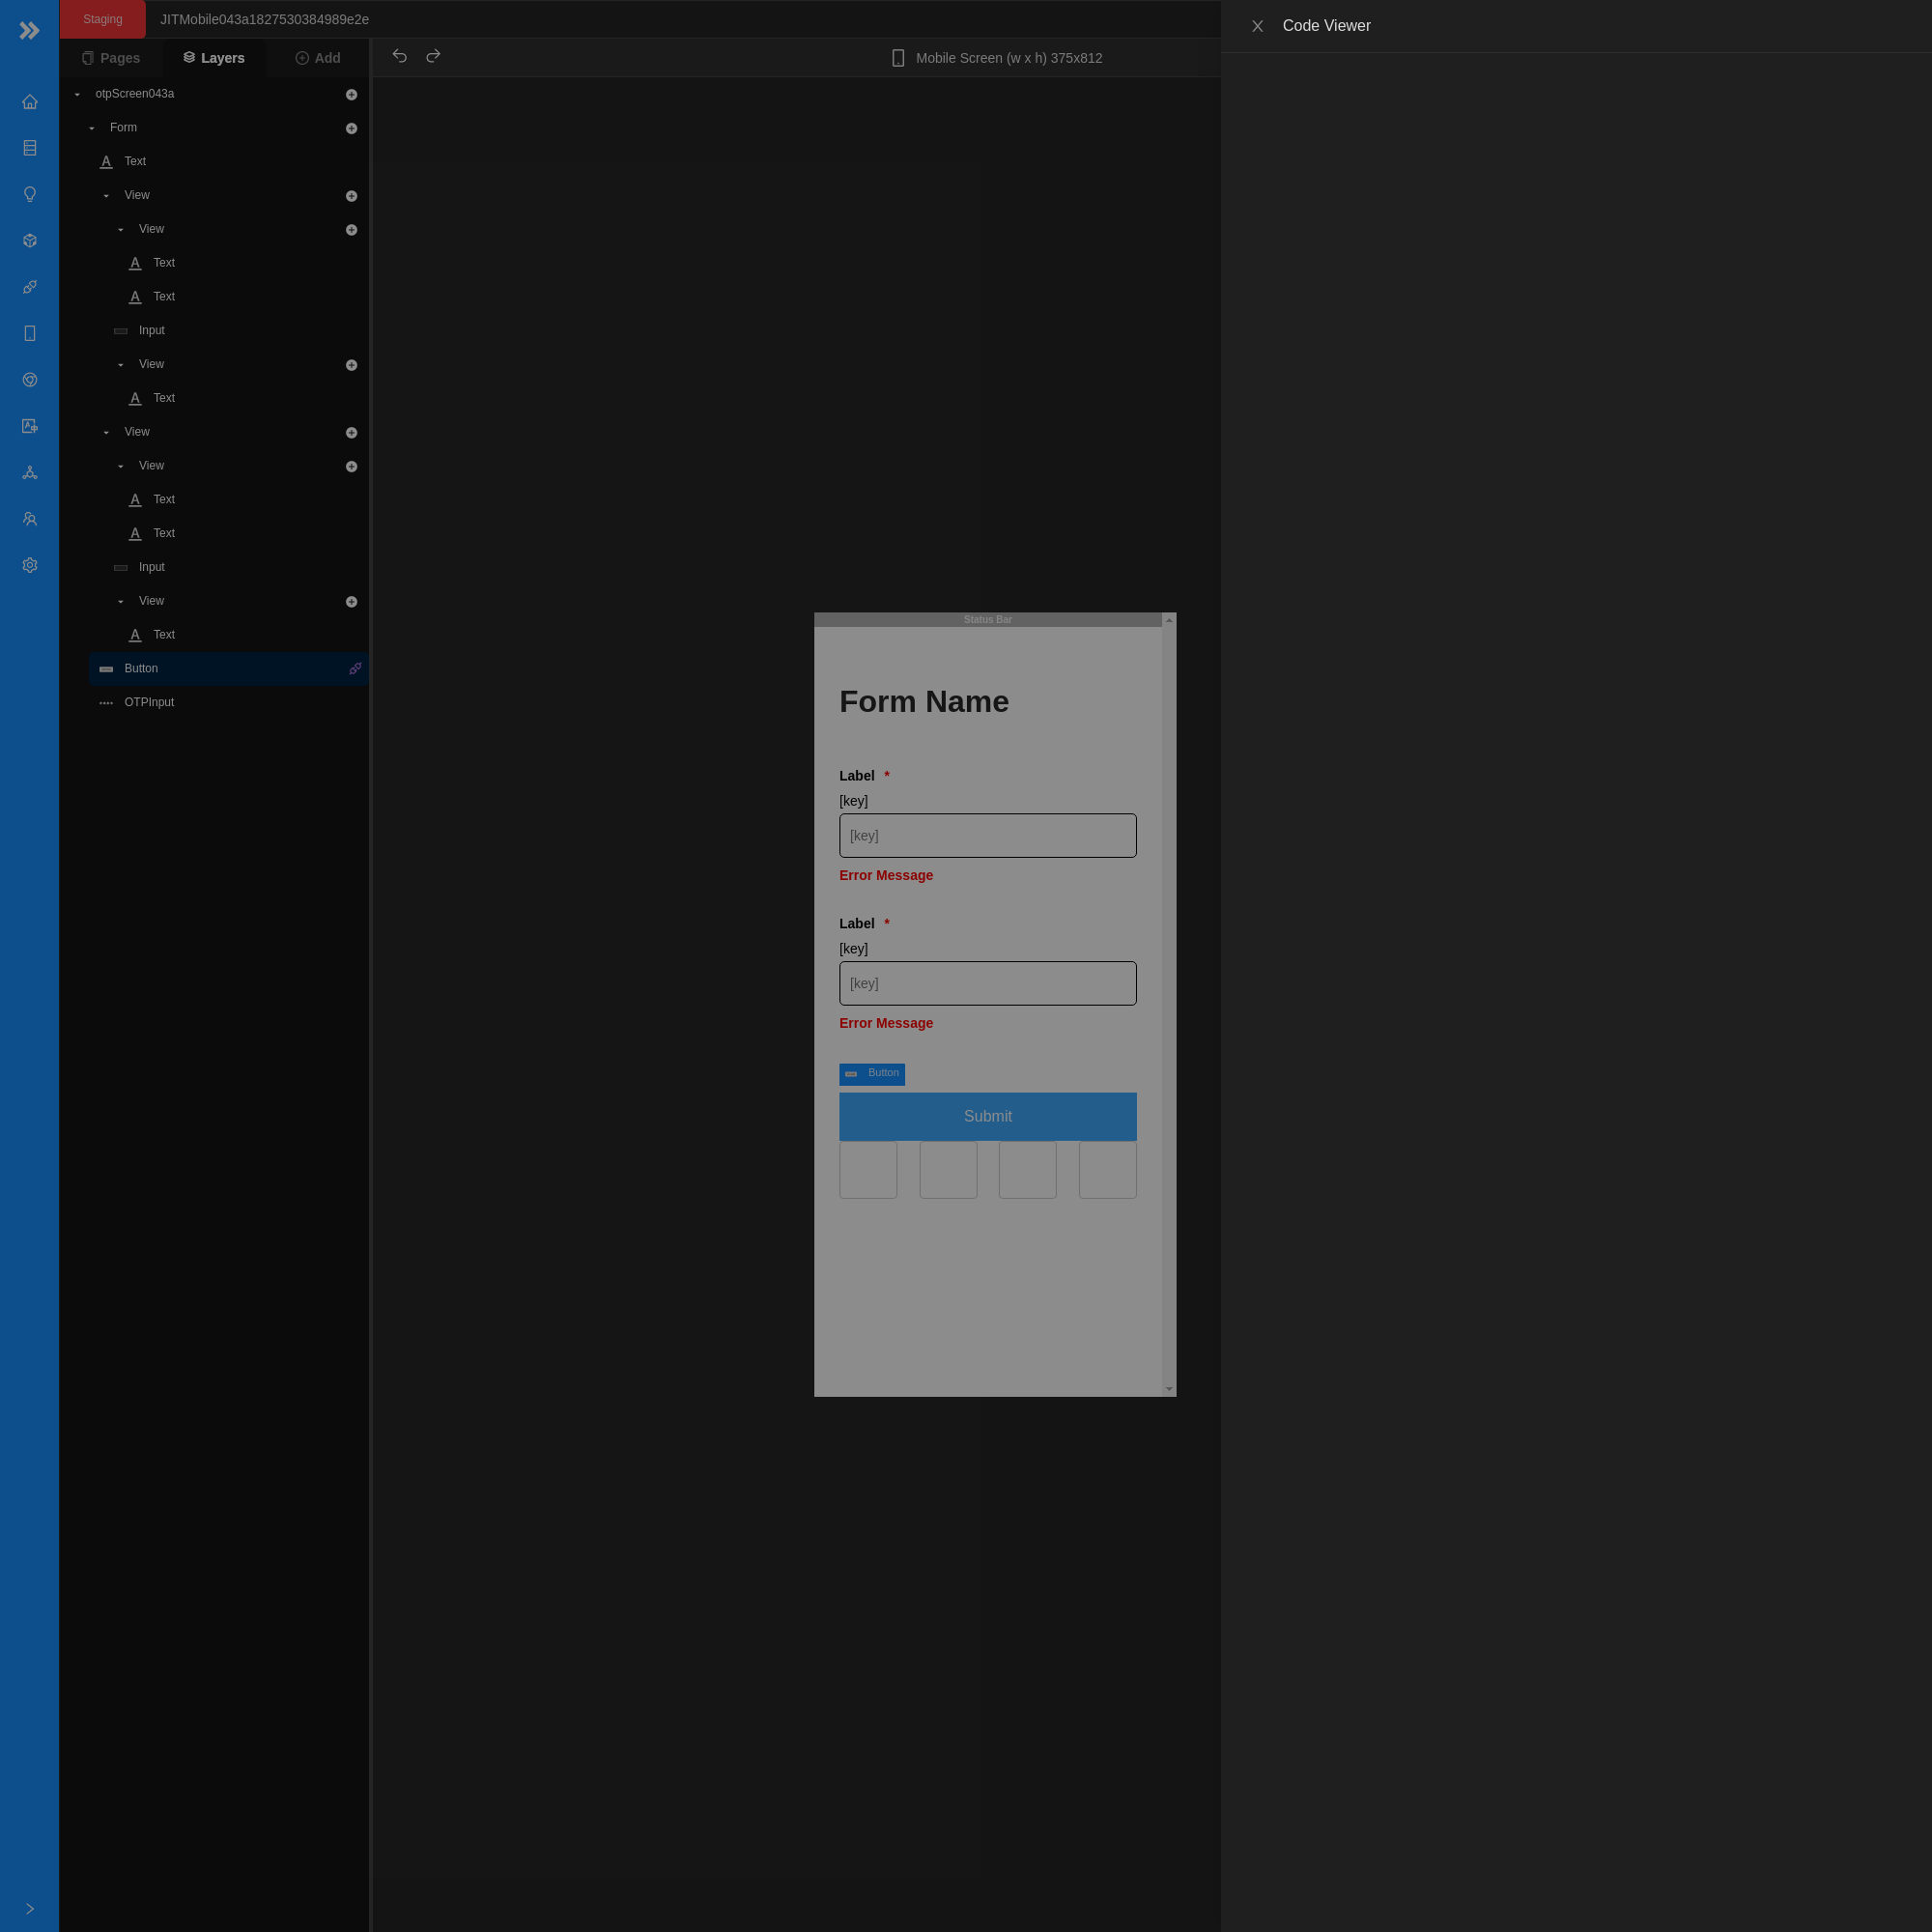 Staging
JITMobile043a1827530384989e2e
Code Viewer
Pages
Layers
Add
Mobile Screen (w x h) 375x812
otpScreen043a
Form
Text
View
View
Text
Text
Input
View
Text
View
View
Text
Text
Input
View
Text
Button
OTPInput
Status Bar
Form Name
Label *
[key]
[key]
Error Message
Label *
[key]
[key]
Error Message
Button
Submit